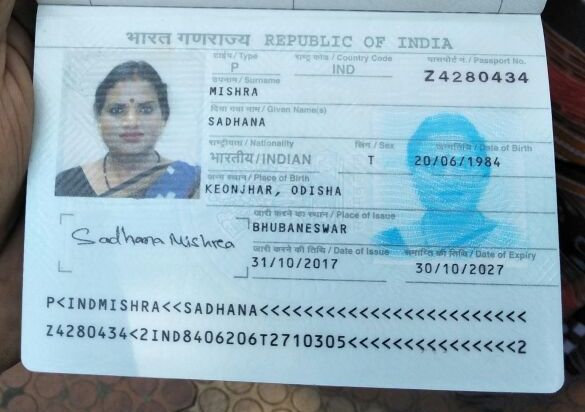 भारत गणराज्य REPUBLIC OF INDIA
टाईप / Type
राष्ट्र कोड / Country Code
पासपोर्ट नं. / Passport No.
P
IND
Z4280434
उपनाम / Surname
MISHRA
दिया गया नाम / Given Name(s)
SADHANA
राष्ट्रीयता / Nationality
लिंग / Sex
जन्मतिथि / Date of Birth
भारतीय / INDIAN
T
20/06/1984
जन्म स्थान / Place of Birth
KEONJHAR, ODISHA
जारी करने का स्थान / Place of Issue
BHUBANESWAR
Sadhana Mishra
जारी करने की तिथि / Date of Issue
समाप्ति की तिथि / Date of Expiry
31/10/2017
30/10/2027
P<INDMISHRA<<SADHANA<<<<<<<<<<<<<<<<<<<<<<<<
Z4280434<2IND8406206T2710305<<<<<<<<<<<<<<<2